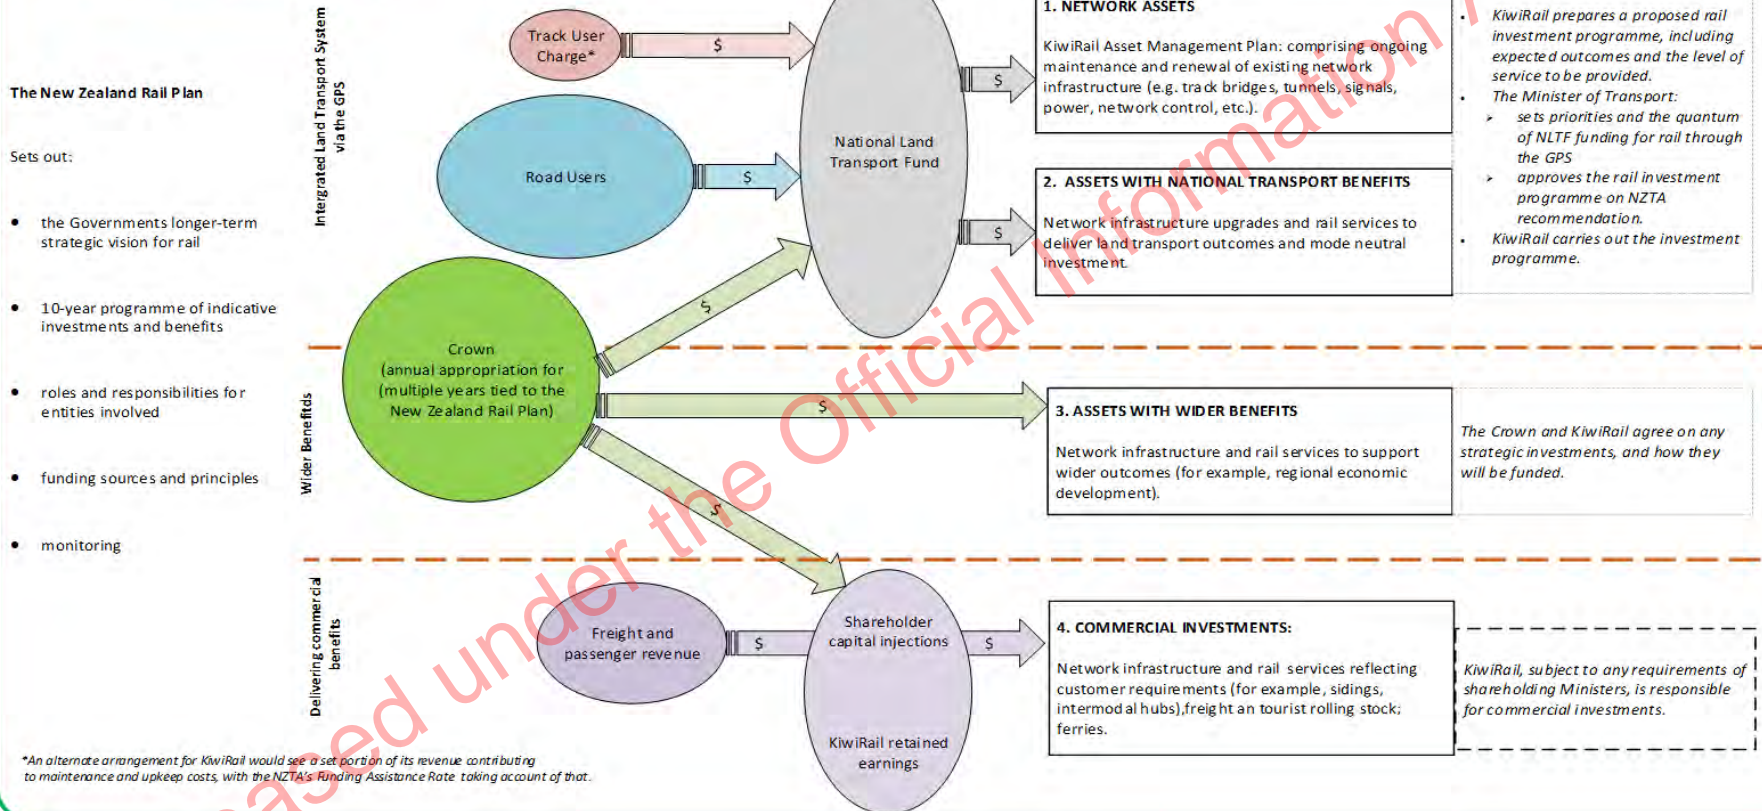 The New Zealand Rail Plan
Sets out:
• the Governments longer-term
strategic vision for rail
• 10-year programme of indicative
investments and benefits
• roles and responsibilities for
entities involved
• funding sources and principles
• monitoring
Intergrated Land Transport System
via the GPS
Track User
Charge*
$
Road Users
$
National Land
Transport Fund
$
$
1. NETWORK ASSETS
KiwiRail Asset Management Plan: comprising ongoing
maintenance and renewal of existing network
infrastructure (e.g. track bridges, tunnels, signals,
power, network control, etc.).
2. ASSETS WITH NATIONAL TRANSPORT BENEFITS
Network infrastructure upgrades and rail services to
deliver land transport outcomes and mode neutral
investment.
• KiwiRail prepares a proposed rail
investment programme, including
expected outcomes and the level of
service to be provided.
• The Minister of Transport:
➢ sets priorities and the quantum
of NLTF funding for rail through
the GPS
➢ approves the rail investment
programme on NZTA
recommendation.
• KiwiRail carries out the investment
programme.
Wider Benefitds
Crown
(annual appropriation for
(multiple years tied to the
New Zealand Rail Plan)
$
$
$
3. ASSETS WITH WIDER BENEFITS
Network infrastructure and rail services to support
wider outcomes (for example, regional economic
development).
The Crown and KiwiRail agree on any
strategic investments, and how they
will be funded.
Delivering commercial
benefits
Freight and
passenger revenue
$
Shareholder
capital injections
KiwiRail retained
earnings
$
4. COMMERCIAL INVESTMENTS:
Network infrastructure and rail services reflecting
customer requirements (for example, sidings,
intermodal hubs),freight an tourist rolling stock;
ferries.
KiwiRail, subject to any requirements of
shareholding Ministers, is responsible
for commercial investments.
*An alternate arrangement for KiwiRail would see a set portion of its revenue contributing
to maintenance and upkeep costs, with the NZTA's Funding Assistance Rate taking account of that.
ased under the Official Information A